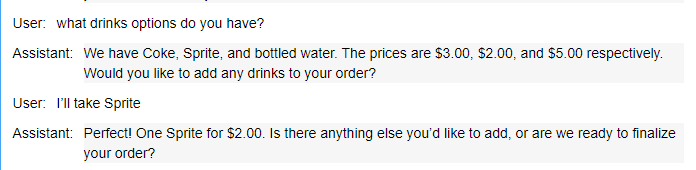 User: what drinks options do you have?
Assistant: We have Coke, Sprite, and bottled water. The prices are $3.00, $2.00, and $5.00 respectively.
Would you like to add any drinks to your order?
User: I’ll take Sprite
Assistant: Perfect! One Sprite for $2.00. Is there anything else you’d like to add, or are we ready to finalize
your order?